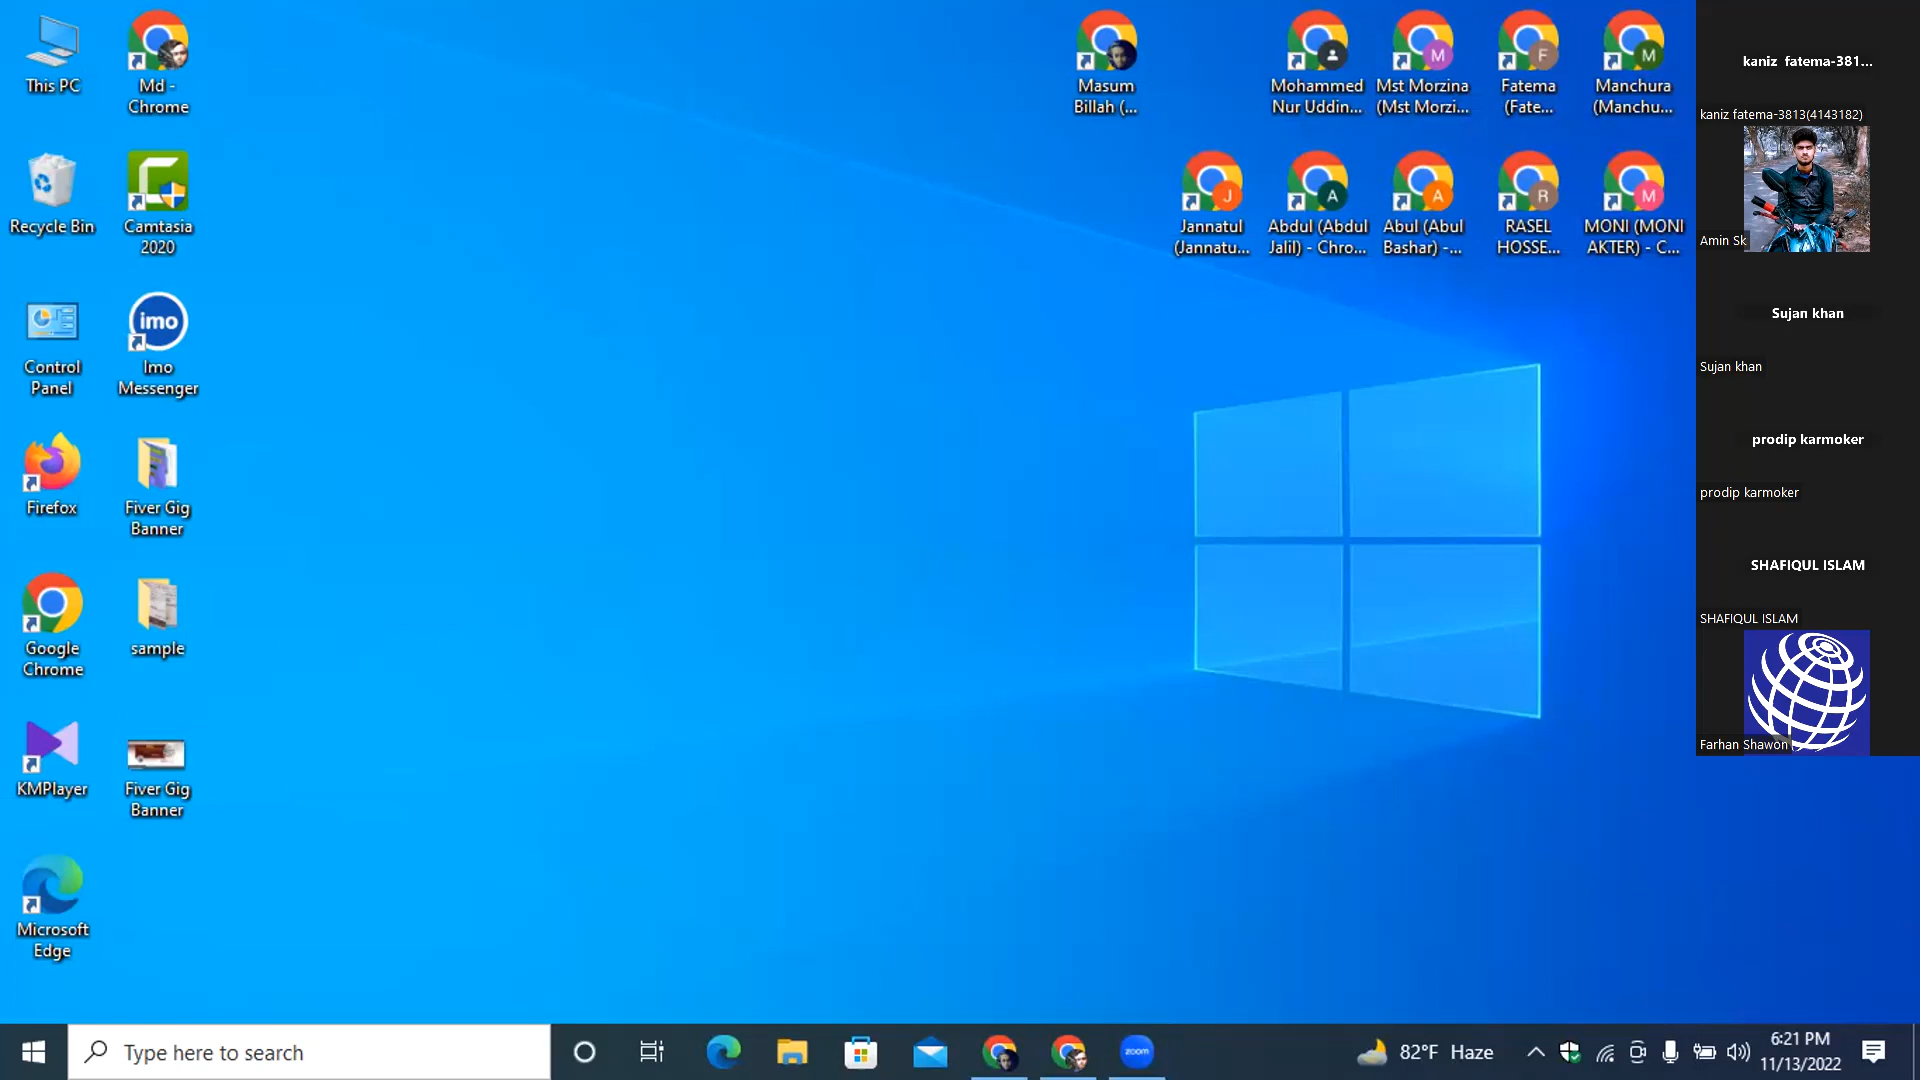 This PC
Md -
Chrome
Masum
Billah (...
Mohammed
Nur Uddin...
Mst Morzina
(Mst Morzi...
Fatema
(Fate...
Manchura
(Manchu...
Recycle Bin
Camtasia
2020
Jannatul
(Jannatu...
Abdul (Abdul
Jalil) - Chro...
Abul (Abul
Bashar) -...
RASEL
HOSSE...
MONI (MONI
AKTER) - C...
Control
Panel
imo
Imo
Messenger
Firefox
Fiver Gig
Banner
Google
Chrome
sample
KMPlayer
Fiver Gig
Banner
Microsoft
Edge
kaniz fatema-381...
kaniz fatema-3813(4143182)
Amin Sk
Sujan khan
Sujan khan
prodip karmoker
prodip karmoker
SHAFIQUL ISLAM
SHAFIQUL ISLAM
Farhan Shawon
Type here to search
zoom
82°F Haze
6:21 PM
11/13/2022
M
F
M
J
A
A
R
M